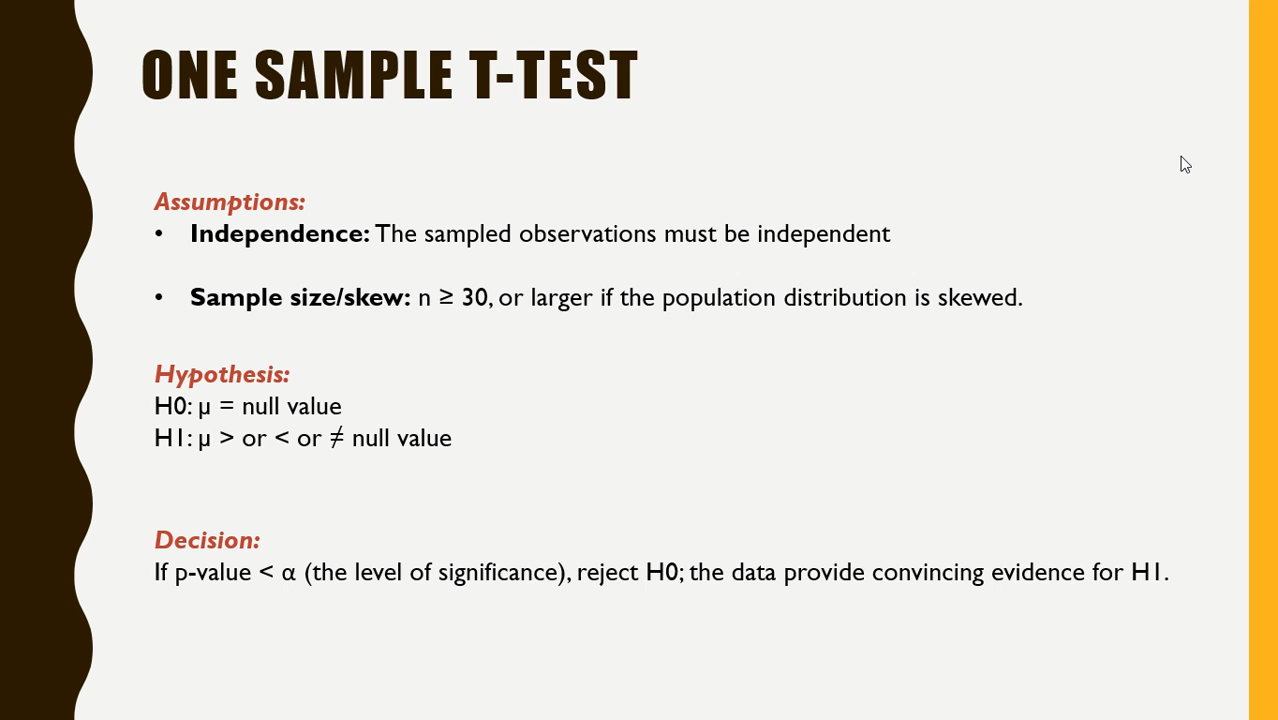 ONE SAMPLE T-TEST
Assumptions:
• Independence: The sampled observations must be independent
• Sample size/skew: n ≥ 30, or larger if the population distribution is skewed.
Hypothesis:
H0: µ = null value
H1: µ > or < or ≠ null value
Decision:
If p-value < α (the level of significance), reject H0; the data provide convincing evidence for H1.